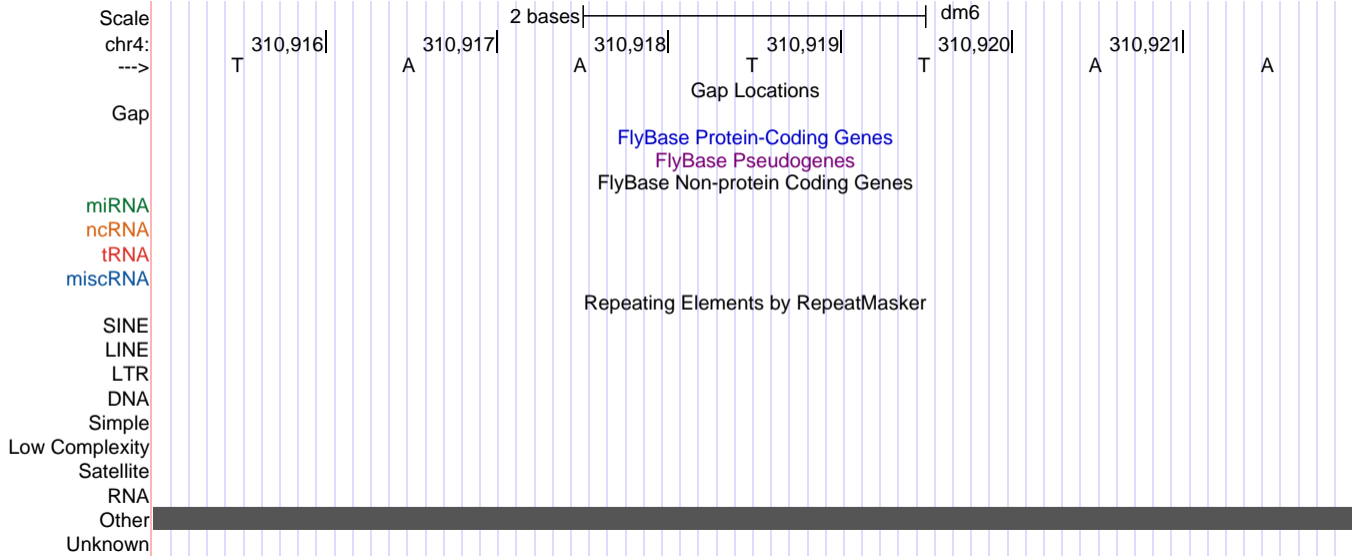 Scale 2 bases dm6
chr4: 310,916 310,917 310,918 310,919 310,920 310,921
---> T A A T T A A
Gap Locations
Gap
FlyBase Protein-Coding Genes
FlyBase Pseudogenes
FlyBase Non-protein Coding Genes
miRNA
ncRNA
tRNA
miscRNA
Repeating Elements by RepeatMasker
SINE
LINE
LTR
DNA
Simple
Low Complexity
Satellite
RNA
Other
Unknown